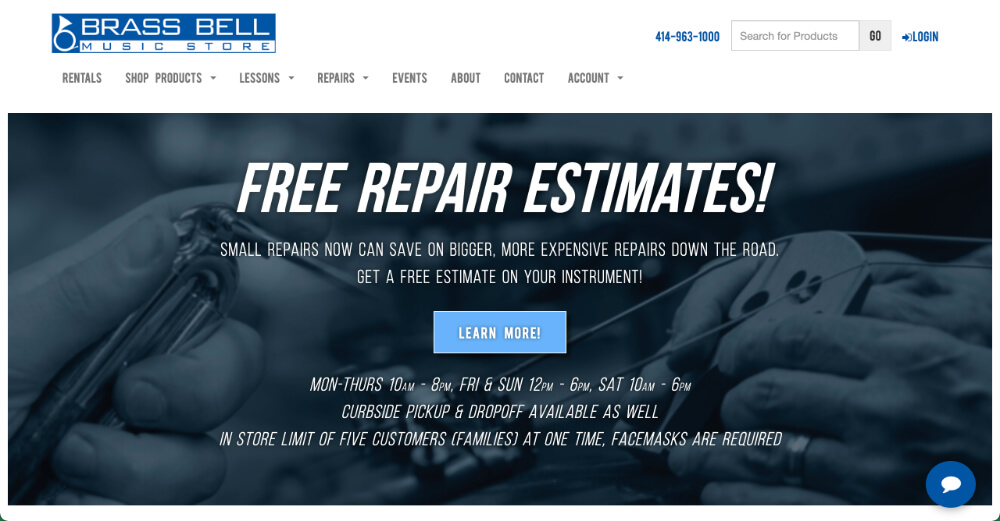 BRASS BELL
MUSIC STORE
414-963-1000
Search for Products
GO
LOGIN
RENTALS
SHOP PRODUCTS
LESSONS
REPAIRS
EVENTS
ABOUT
CONTACT
ACCOUNT
FREE REPAIR ESTIMATES!
SMALL REPAIRS NOW CAN SAVE ON BIGGER, MORE EXPENSIVE REPAIRS DOWN THE ROAD.
GET A FREE ESTIMATE ON YOUR INSTRUMENT!
LEARN MORE!
MON-THURS 10AM - 8PM, FRI & SUN 12PM - 6PM, SAT 10AM - 6PM
CURBSIDE PICKUP & DROPOFF AVAILABLE AS WELL
IN STORE LIMIT OF FIVE CUSTOMERS (FAMILIES) AT ONE TIME, FACEMASKS ARE REQUIRED